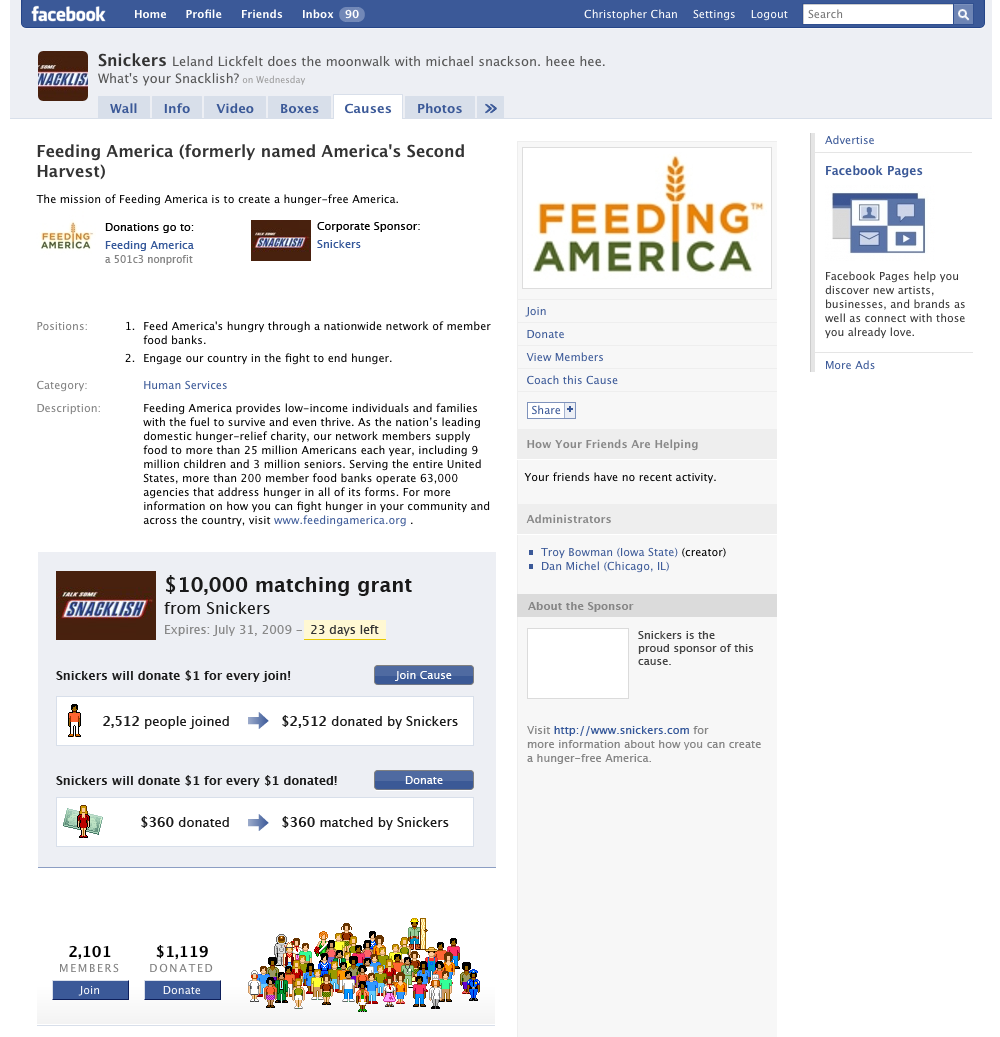 facebook Home Profile Friends Inbox 90 Christopher Chan Settings Logout Search
TALK SOME
SNACKLISH
Snickers Leland Lickfelt does the moonwalk with michael snackson. heee hee.
What's your Snacklish? on Wednesday
Wall Info Video Boxes Causes Photos >>
Feeding America (formerly named America's Second
Harvest)
The mission of Feeding America is to create a hunger-free America.
FEEDING
AMERICA
Donations go to:
Feeding America
a 501c3 nonprofit
TALK SOME
SNACKLISH
Corporate Sponsor:
Snickers
Positions:
1. Feed America's hungry through a nationwide network of member
food banks.
2. Engage our country in the fight to end hunger.
Category: Human Services
Description: Feeding America provides low-income individuals and families
with the fuel to survive and even thrive. As the nation's leading
domestic hunger-relief charity, our network members supply
food to more than 25 million Americans each year, including 9
million children and 3 million seniors. Serving the entire United
States, more than 200 member food banks operate 63,000
agencies that address hunger in all of its forms. For more
information on how you can fight hunger in your community and
across the country, visit www.feedingamerica.org .
TALK SOME
SNACKLISH
$10,000 matching grant
from Snickers
Expires: July 31, 2009 – 23 days left
Snickers will donate $1 for every join! Join Cause
2,512 people joined $2,512 donated by Snickers
Snickers will donate $1 for every $1 donated! Donate
$360 donated $360 matched by Snickers
2,101 $1,119
MEMBERS DONATED
Join Donate
FEEDING™
AMERICA
Join
Donate
View Members
Coach this Cause
Share +
How Your Friends Are Helping
Your friends have no recent activity.
Administrators
Troy Bowman (Iowa State) (creator)
Dan Michel (Chicago, IL)
About the Sponsor
Snickers is the
proud sponsor of this
cause.
Visit http://www.snickers.com for
more information about how you can create
a hunger-free America.
Advertise
Facebook Pages
Facebook Pages help you
discover new artists,
businesses, and brands as
well as connect with those
you already love.
More Ads